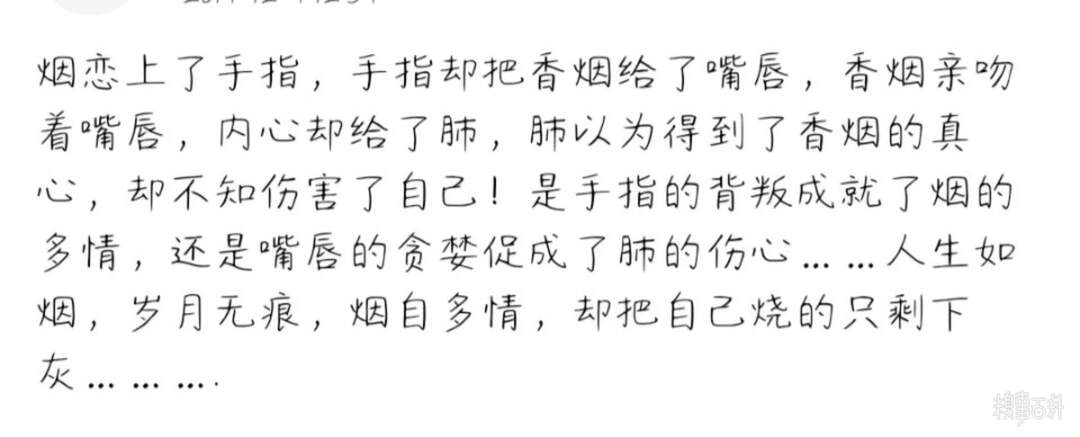 烟恋上了手指，手指却把香烟给了嘴唇，香烟亲吻
着嘴唇，内心却给了肺，肺以为得到了香烟的真
心，却不知伤害了自己！是手指的背叛成就了烟的
多情，还是嘴唇的贪婪促成了肺的伤心... ...人生如
烟，岁月无痕，烟自多情，却把自己烧的只剩下
灰... ... ....